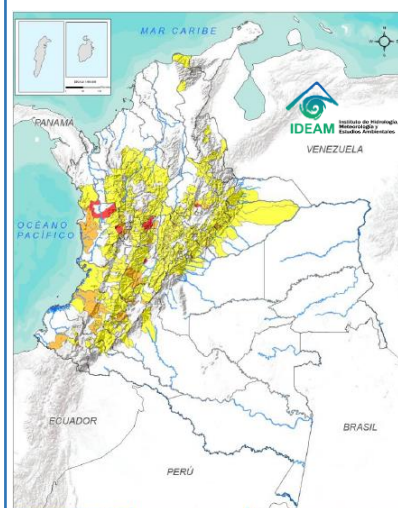 MAR CARIBE
N
PANAMA
IDEAM
Instituto de Hidrología,
Meteorología y
Estudios Ambientales
VENEZUELA
OCÉANO
PACÍFICO
ECUADOR
BRASIL
PERÚ